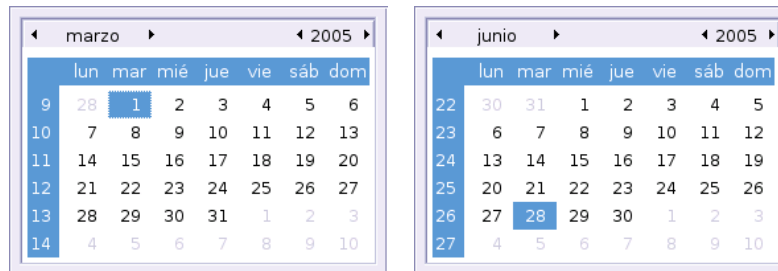 marzo 2005
lun mar mié jue vie sáb dom
9 28 1 2 3 4 5 6
10 7 8 9 10 11 12 13
11 14 15 16 17 18 19 20
12 21 22 23 24 25 26 27
13 28 29 30 31 1 2 3
14 4 5 6 7 8 9 10
junio 2005
lun mar mié jue vie sáb dom
22 30 31 1 2 3 4 5
23 6 7 8 9 10 11 12
24 13 14 15 16 17 18 19
25 20 21 22 23 24 25 26
26 27 28 29 30 1 2 3
27 4 5 6 7 8 9 10